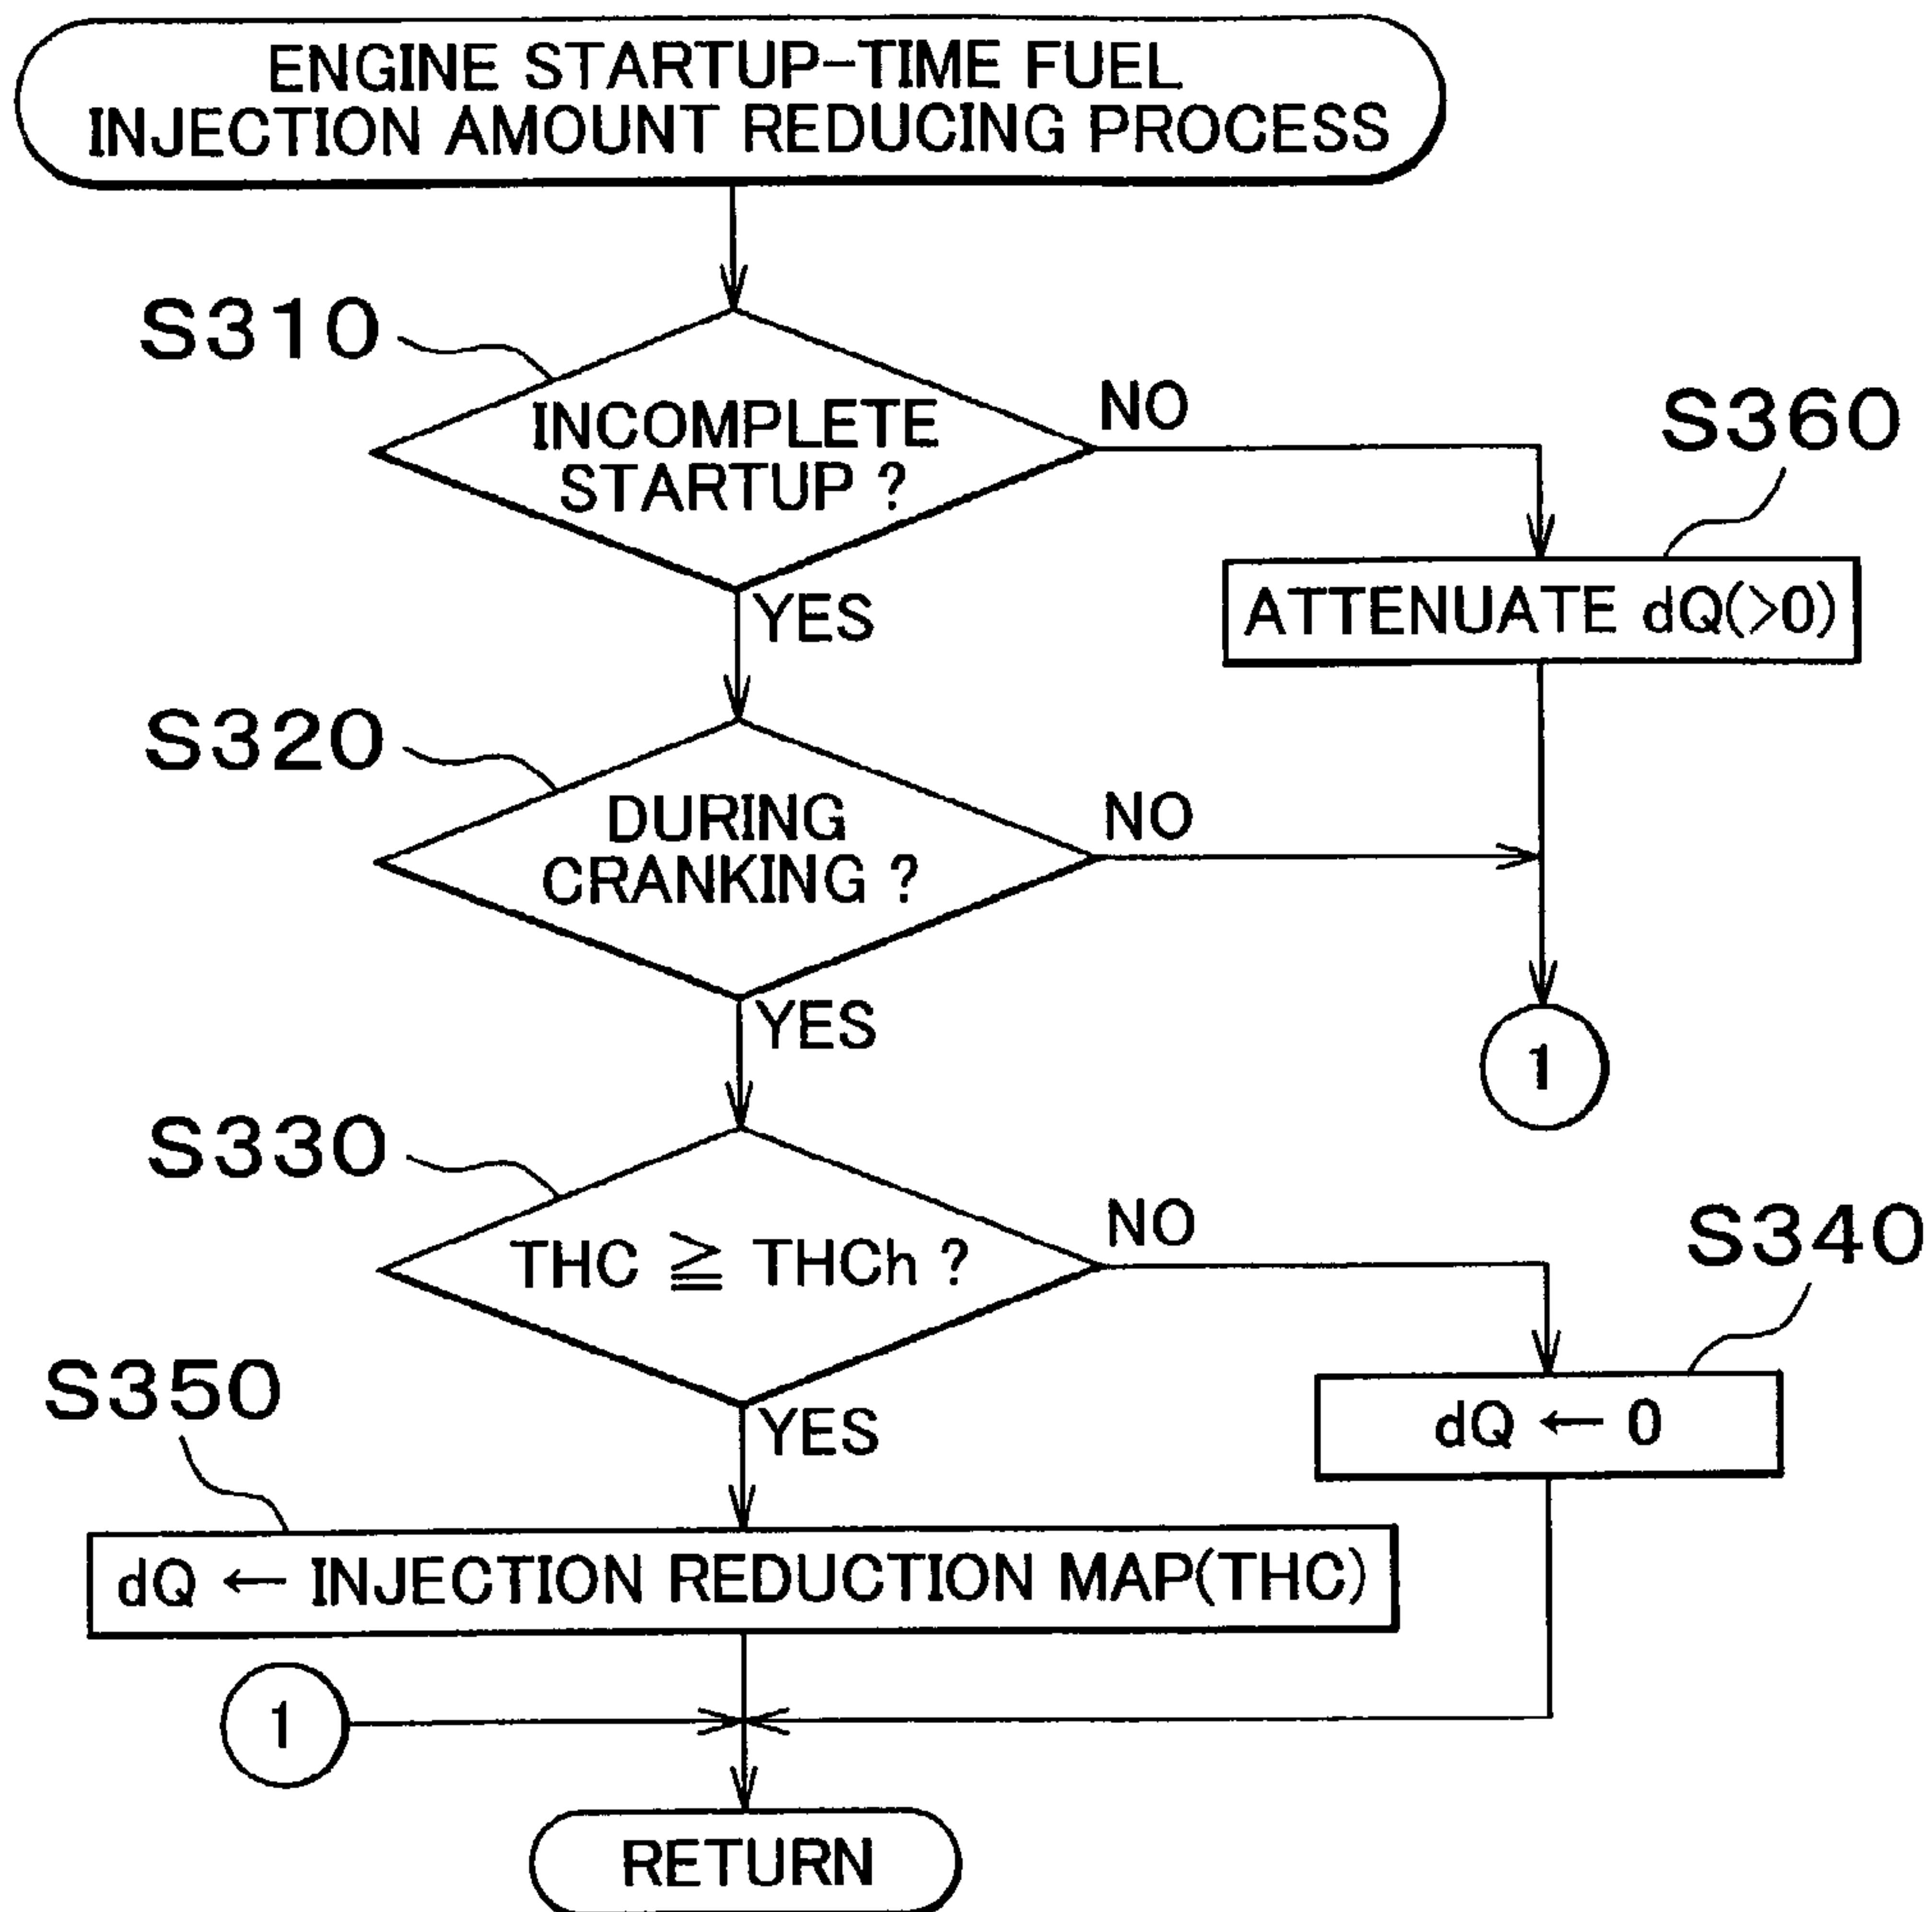 ENGINE STARTUP-TIME FUEL
INJECTION AMOUNT REDUCING PROCESS
S310
INCOMPLETE
STARTUP ?
NO
YES
S360
ATTENUATE dQ(>0)
S320
DURING
CRANKING ?
NO
YES
1
S330
THC ≧ THCh ?
NO
YES
S340
dQ ← 0
S350
dQ ← INJECTION REDUCTION MAP(THC)
1
RETURN